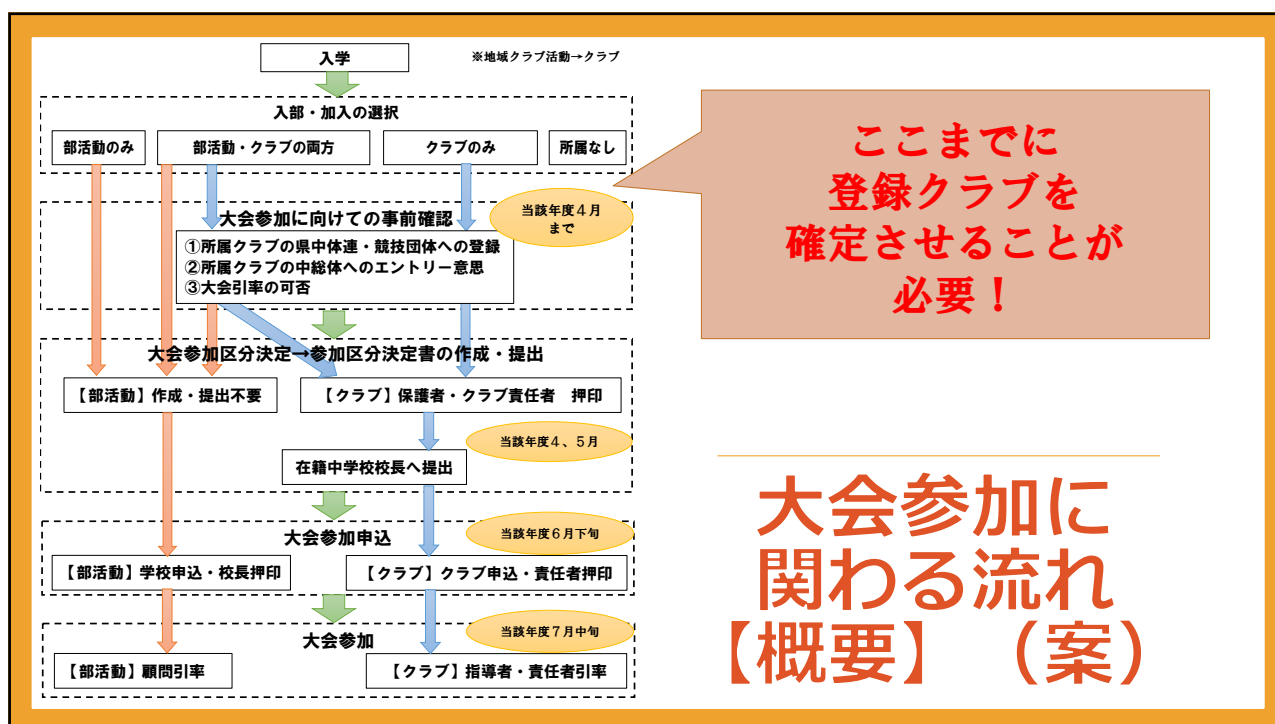 入学
※地域クラブ活動→クラブ
入部・加入の選択
部活動のみ
部活動・クラブの両方
クラブのみ
所属なし
当該年度４月
まで
大会参加に向けての事前確認
①所属クラブの県中体連・競技団体への登録
②所属クラブの中総体へのエントリー意思
③大会引率の可否
大会参加区分決定→参加区分決定書の作成・提出
【部活動】作成・提出不要
【クラブ】保護者・クラブ責任者　押印
当該年度４、５月
在籍中学校校長へ提出
当該年度６月下旬
大会参加申込
【部活動】学校申込・校長押印
【クラブ】クラブ申込・責任者押印
当該年度７月中旬
大会参加
【部活動】顧問引率
【クラブ】指導者・責任者引率
ここまでに
登録クラブを
確定させることが
必要！
大会参加に
関わる流れ
【概要】（案）